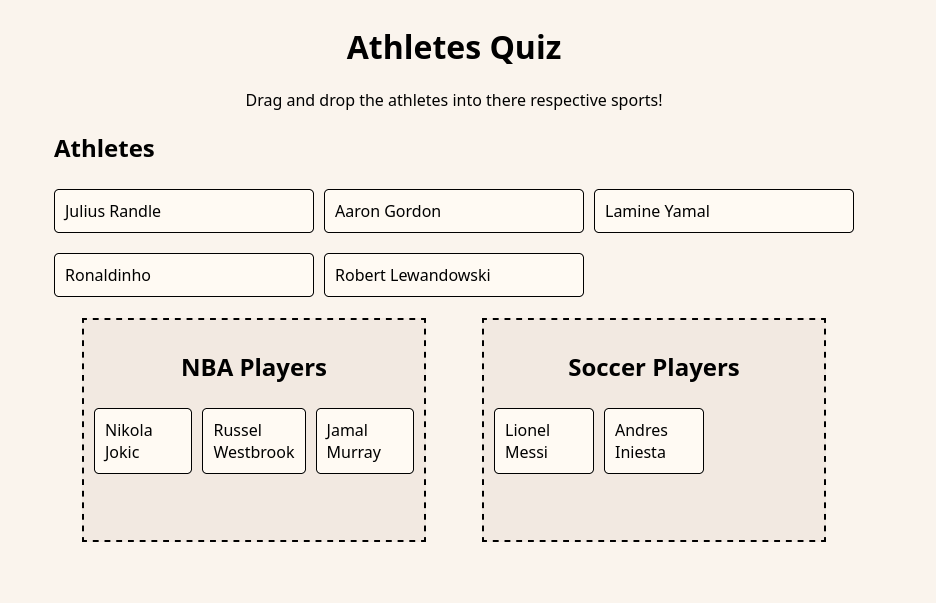 Athletes Quiz
Drag and drop the athletes into there respective sports!
Athletes
Julius Randle
Aaron Gordon
Lamine Yamal
Ronaldinho
Robert Lewandowski
NBA Players
Nikola
Jokic
Russel
Westbrook
Jamal
Murray
Soccer Players
Lionel
Messi
Andres
Iniesta